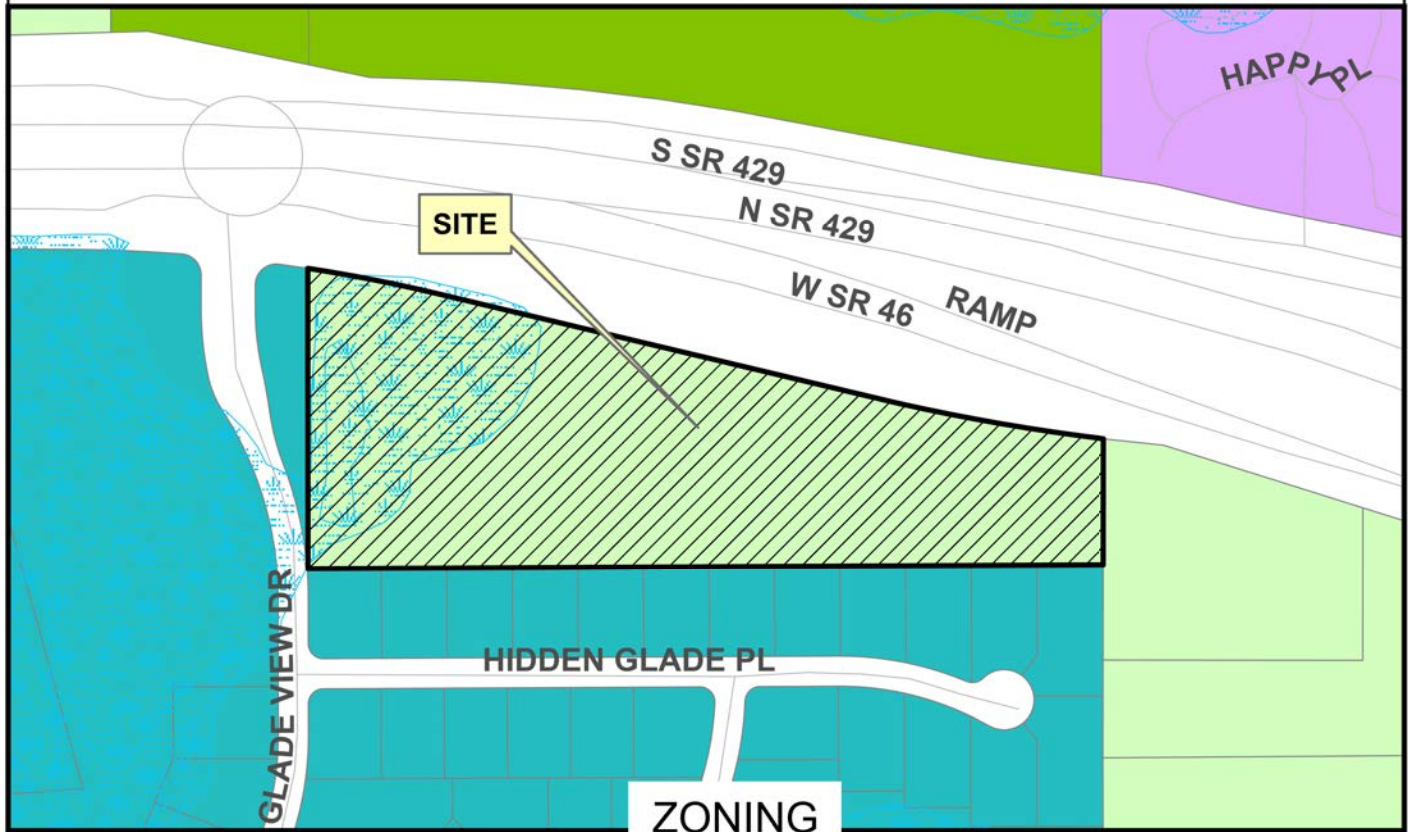 HAPPY PL
S SR 429
N SR 429
SITE
W SR 46
RAMP
GLADE VIEW DR
HIDDEN GLADE PL
ZONING